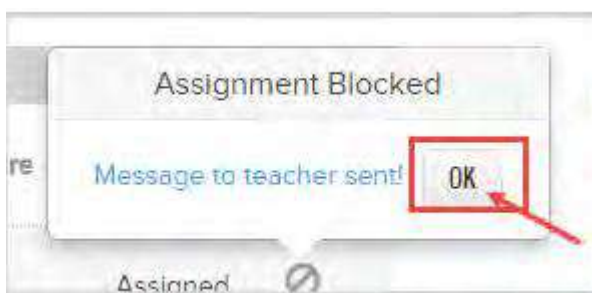 Assignment Blocked
re
Message to teacher sent! OK
Assigned